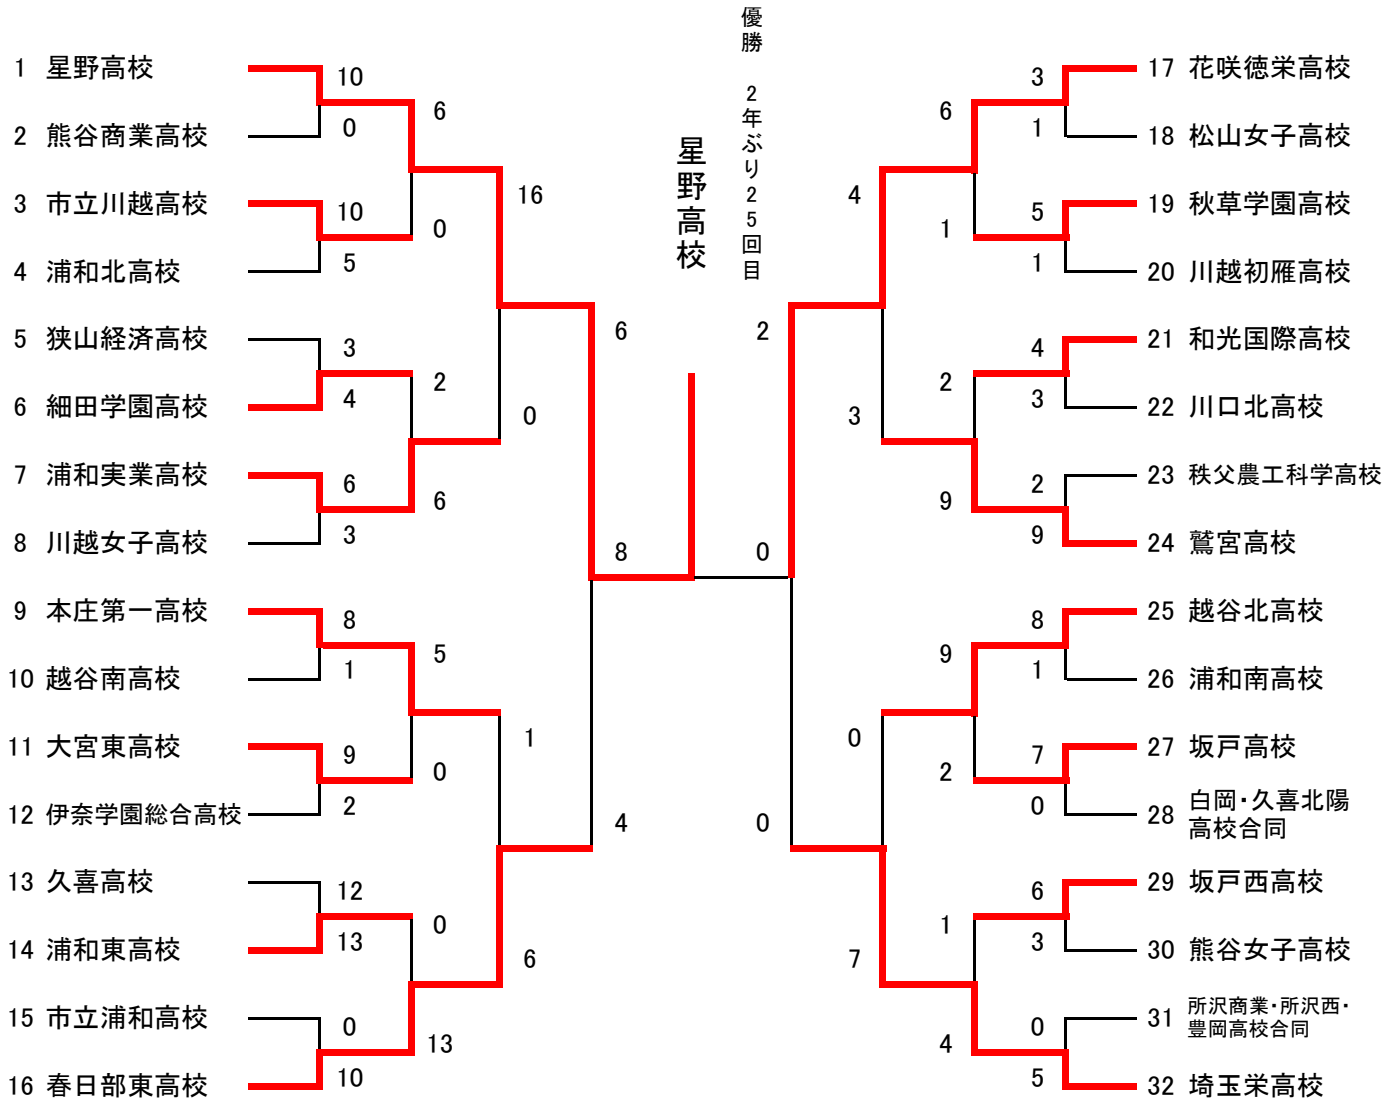 優勝 2年ぶり25回目
星野高校
1 星野高校
10
2 熊谷商業高校
0
6
3 市立川越高校
10
4 浦和北高校
5
0
16
5 狭山経済高校
3
6 細田学園高校
4
2
7 浦和実業高校
6
8 川越女子高校
3
6
0
6
9 本庄第一高校
8
10 越谷南高校
1
5
11 大宮東高校
9
12 伊奈学園総合高校
2
0
1
13 久喜高校
12
14 浦和東高校
13
0
15 市立浦和高校
0
16 春日部東高校
10
13
6
4
8
0
17 花咲徳栄高校
3
18 松山女子高校
1
6
19 秋草学園高校
5
20 川越初雁高校
1
1
4
21 和光国際高校
4
22 川口北高校
3
2
23 秩父農工科学高校
2
24 鷲宮高校
9
9
3
2
25 越谷北高校
8
26 浦和南高校
1
9
27 坂戸高校
7
28 白岡・久喜北陽
高校合同
0
2
0
29 坂戸西高校
6
30 熊谷女子高校
3
1
31 所沢商業・所沢西・
豊岡高校合同
0
32 埼玉栄高校
5
4
7
0